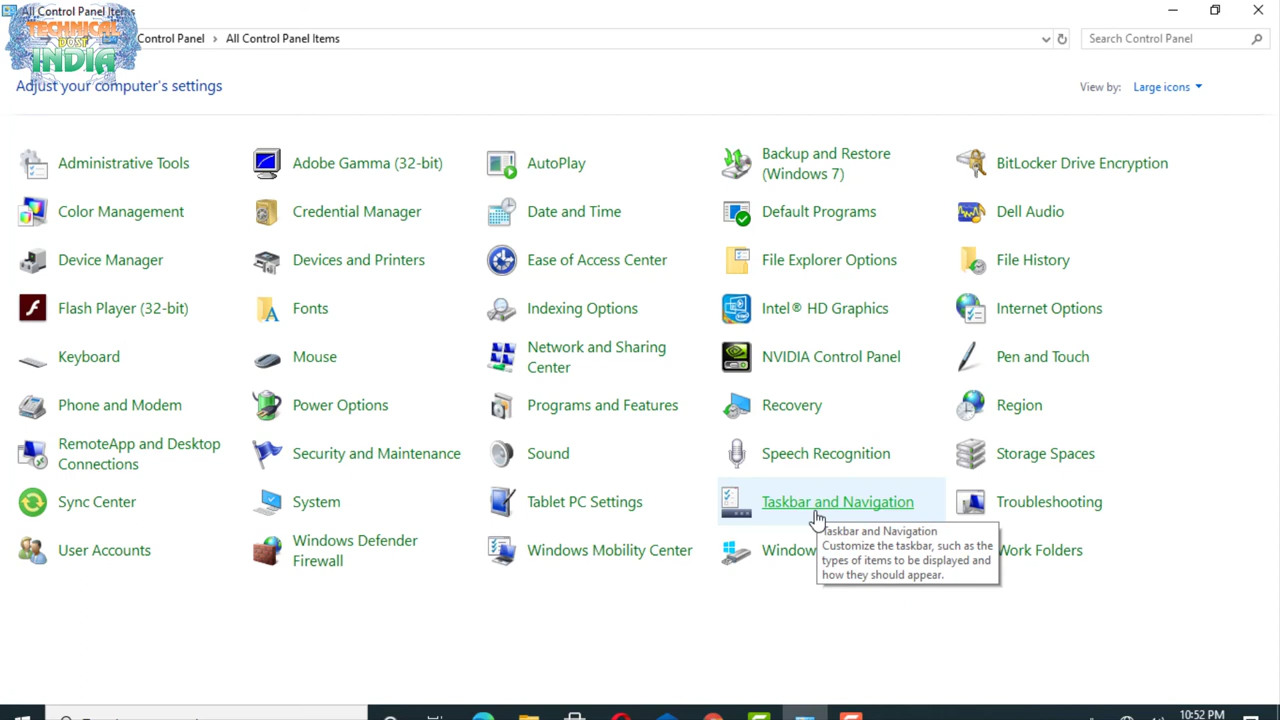 All Control Panel Items
TECHNICAL
DOST
INDIA
Control Panel > All Control Panel Items
Search Control Panel
Adjust your computer's settings
View by: Large icons
Administrative Tools
Adobe Gamma (32-bit)
AutoPlay
Backup and Restore
(Windows 7)
BitLocker Drive Encryption
Color Management
Credential Manager
Date and Time
Default Programs
Dell Audio
Device Manager
Devices and Printers
Ease of Access Center
File Explorer Options
File History
Flash Player (32-bit)
Fonts
Indexing Options
Intel® HD Graphics
Internet Options
Keyboard
Mouse
Network and Sharing
Center
NVIDIA Control Panel
Pen and Touch
Phone and Modem
Power Options
Programs and Features
Recovery
Region
RemoteApp and Desktop
Connections
Security and Maintenance
Sound
Speech Recognition
Storage Spaces
Sync Center
System
Tablet PC Settings
Taskbar and Navigation
Troubleshooting
User Accounts
Windows Defender
Firewall
Windows Mobility Center
Window
Work Folders
Taskbar and Navigation
Customize the taskbar, such as the
types of items to be displayed and
how they should appear.
10:52 PM